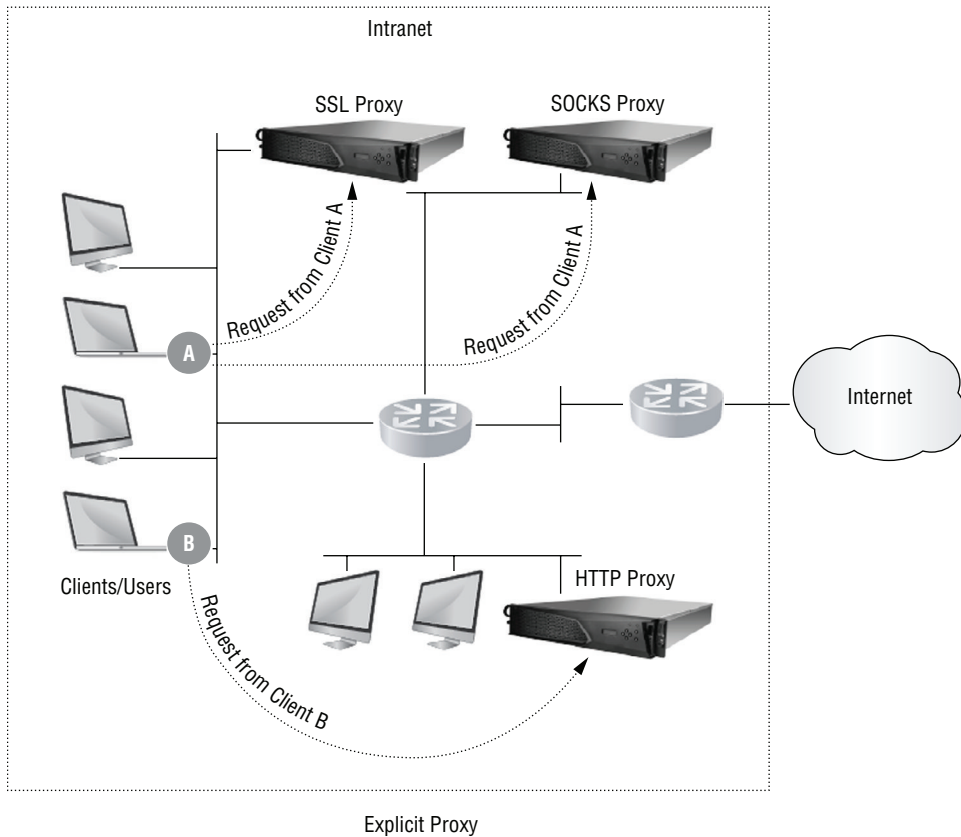 Intranet
SSL Proxy
SOCKS Proxy
Request from Client A
Request from Client A
A
Internet
B
Clients/Users
HTTP Proxy
Request from Client B
Explicit Proxy